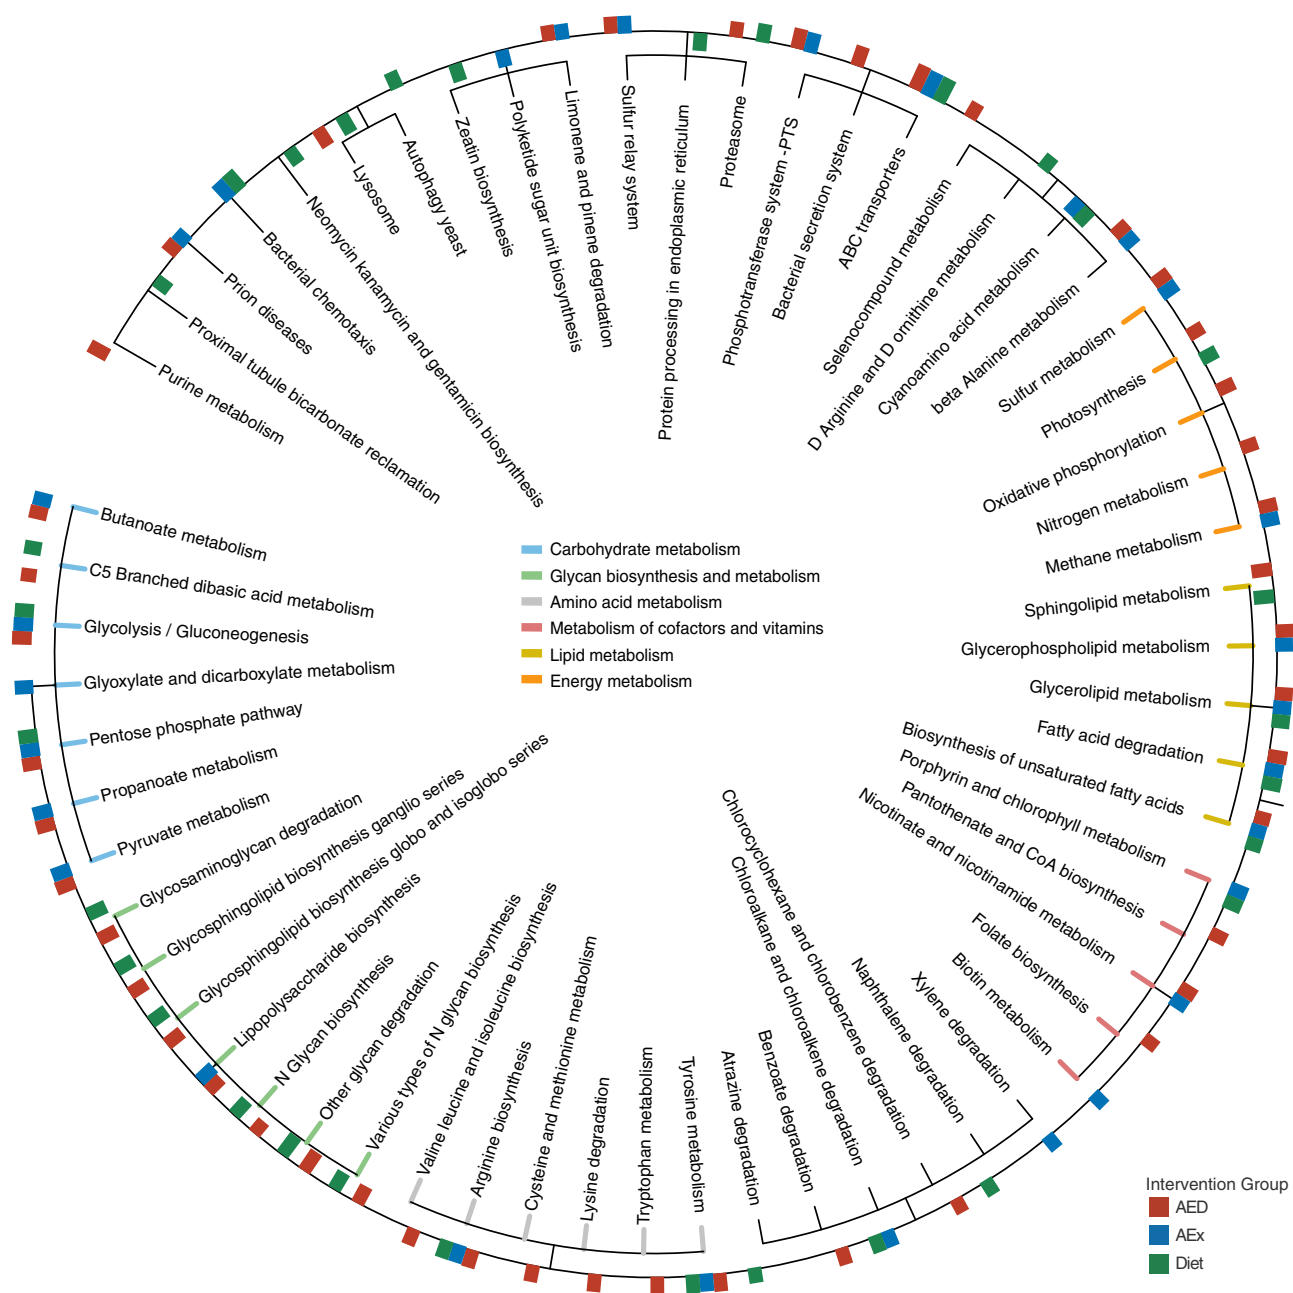 Purine metabolism
Proximal tubule bicarbonate reclamation
Prion diseases
Bacterial chemotaxis
Neomycin kanamycin and gentamicin biosynthesis
Lysosome
Autophagy yeast
Zeatin biosynthesis
Polyketide sugar unit biosynthesis
Limonene and pinene degradation
Sulfur relay system
Protein processing in endoplasmic reticulum
Proteasome
Phosphotransferase system -PTS
Bacterial secretion system
ABC transporters
Selenocompound metabolism
D Arginine and D ornithine metabolism
Cyanoamino acid metabolism
beta Alanine metabolism
Sulfur metabolism
Photosynthesis
Oxidative phosphorylation
Nitrogen metabolism
Methane metabolism
Sphingolipid metabolism
Glycerophospholipid metabolism
Glycerolipid metabolism
Fatty acid degradation
Biosynthesis of unsaturated fatty acids
Porphyrin and chlorophyll metabolism
Pantothenate and CoA biosynthesis
Nicotinate and nicotinamide metabolism
Folate biosynthesis
Biotin metabolism
Xylene degradation
Naphthalene degradation
Chlorocyclohexane and chlorobenzene degradation
Chloroalkane and chloroalkene degradation
Benzoate degradation
Atrazine degradation
Tyrosine metabolism
Tryptophan metabolism
Lysine degradation
Cysteine and methionine metabolism
Arginine biosynthesis
Valine leucine and isoleucine biosynthesis
Various types of N glycan biosynthesis
Other glycan degradation
N Glycan biosynthesis
Lipopolysaccharide biosynthesis
Glycosphingolipid biosynthesis globo and isoglobo series
Glycosphingolipid biosynthesis ganglio series
Glycosaminoglycan degradation
Pyruvate metabolism
Propanoate metabolism
Pentose phosphate pathway
Glyoxylate and dicarboxylate metabolism
Glycolysis / Gluconeogenesis
C5 Branched dibasic acid metabolism
Butanoate metabolism
Carbohydrate metabolism
Glycan biosynthesis and metabolism
Amino acid metabolism
Metabolism of cofactors and vitamins
Lipid metabolism
Energy metabolism
Intervention Group
AED
AEx
Diet